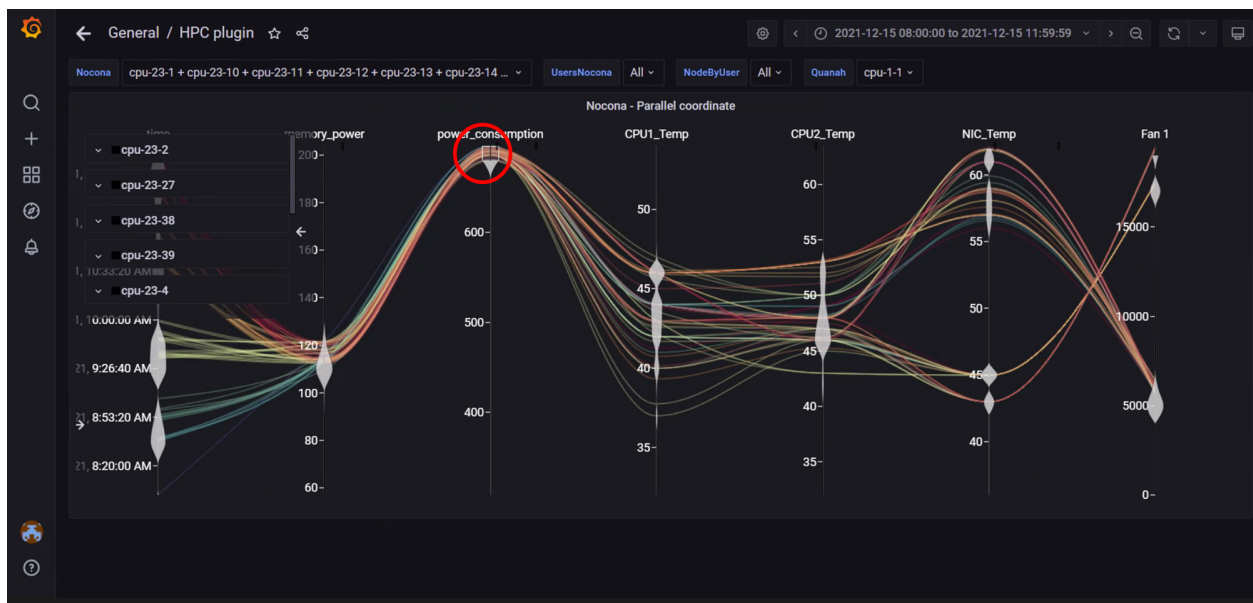 General / HPC plugin
2021-12-15 08:00:00 to 2021-12-15 11:59:59
Nocona cpu-23-1 + cpu-23-10 + cpu-23-11 + cpu-23-12 + cpu-23-13 + cpu-23-14 ...
UsersNocona All
NodeByUser All
Quanah cpu-1-1
Nocona - Parallel coordinate
time
memory_power
power_consumption
CPU1_Temp
CPU2_Temp
NIC_Temp
Fan 1
cpu-23-2
cpu-23-27
cpu-23-38
cpu-23-39
cpu-23-4
1, 10:33:20 AM
1, 10:00:00 AM
21, 9:26:40 AM
21, 8:53:20 AM
21, 8:20:00 AM
200
180
160
140
120
100
80
60
600
500
400
50
45
40
35
60
55
50
45
40
35
60
55
50
45
40
15000
10000
5000
0